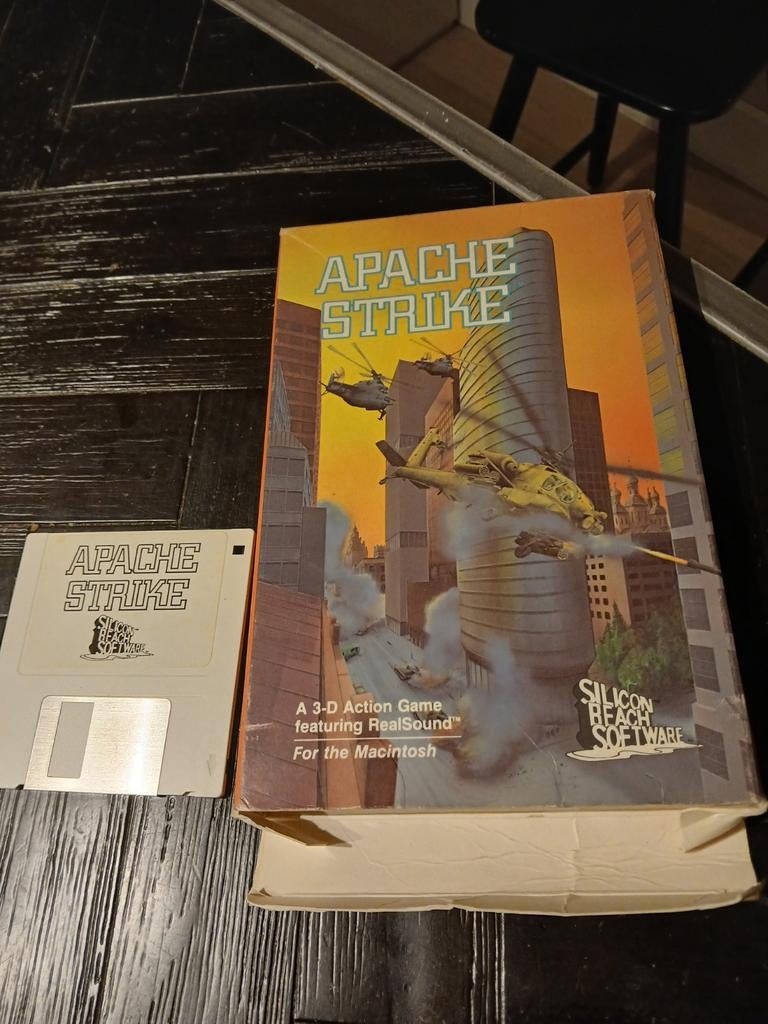 APACHE
STRIKE
SILICON
BEACH
SOFTWARE
APACHE
STRIKE
A 3-D Action Game
featuring RealSound™
For the Macintosh
SILICON
BEACH
SOFTWARE